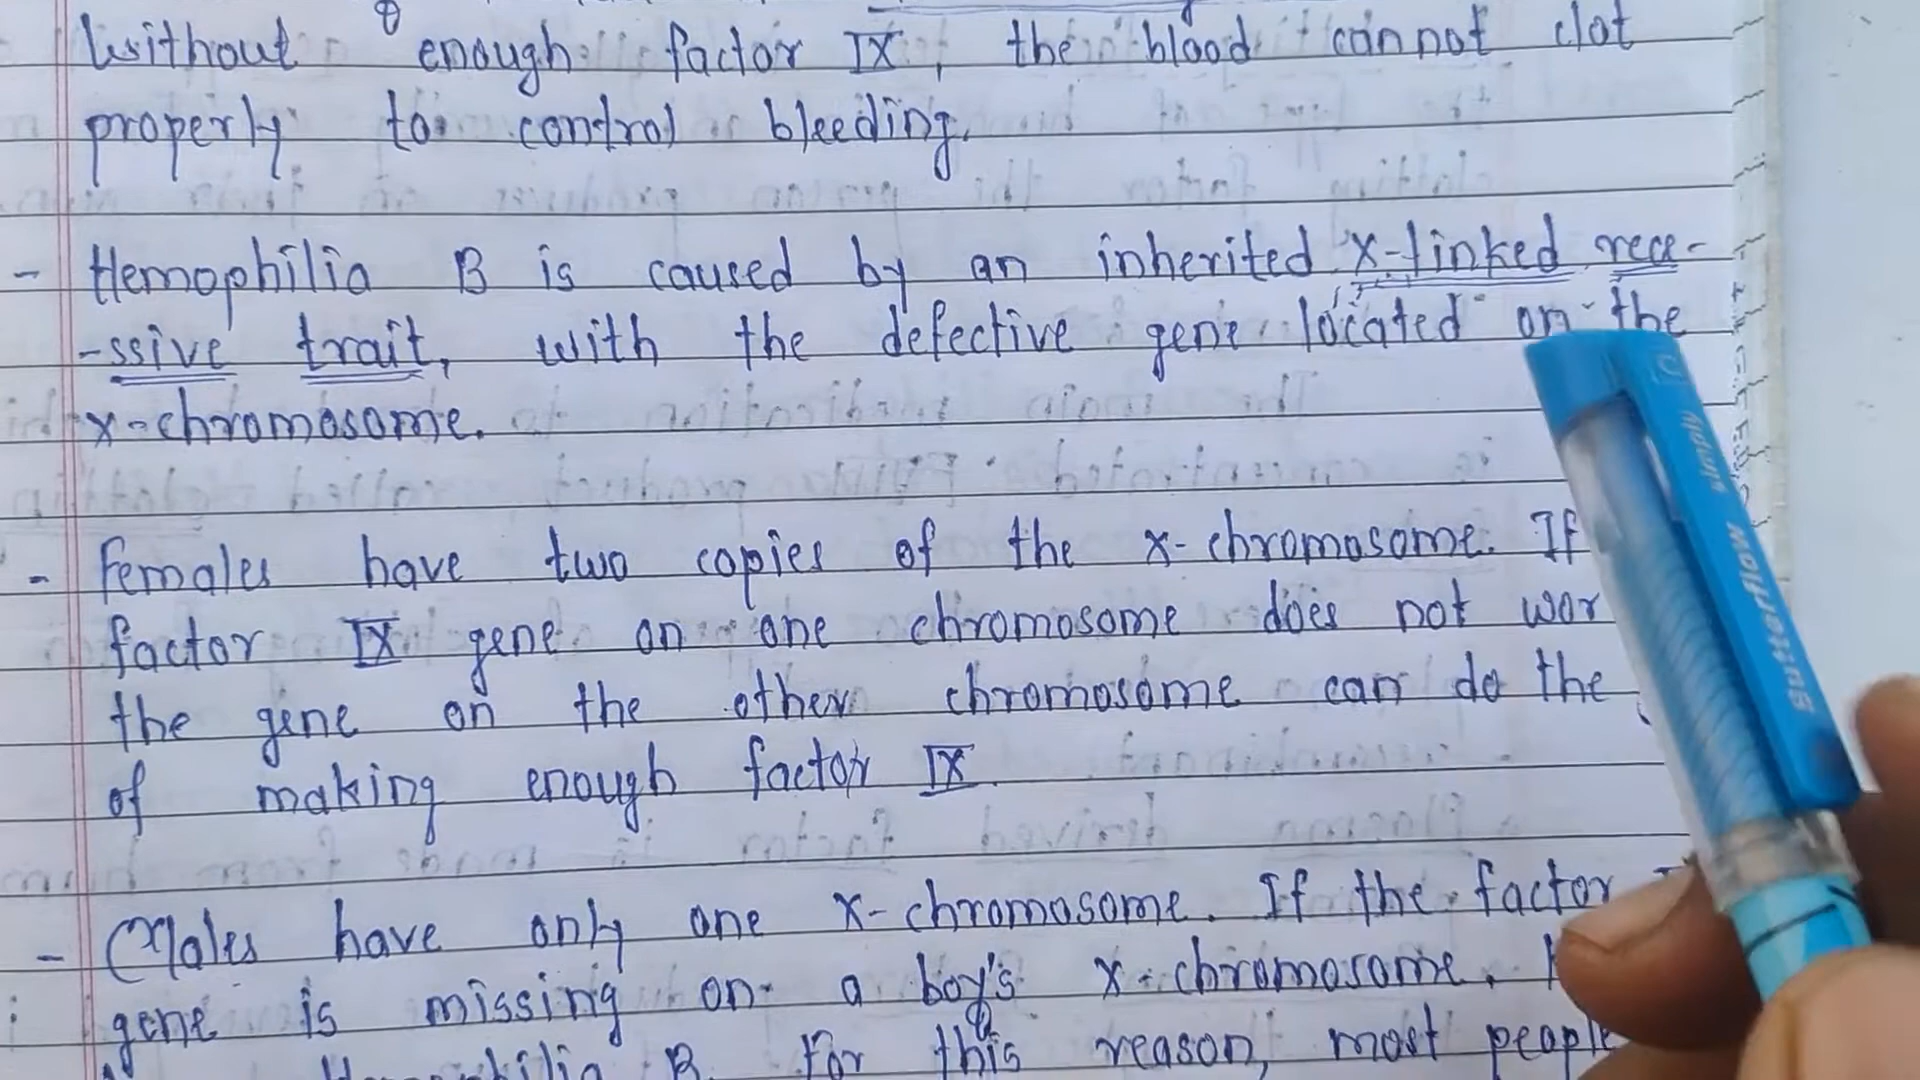 Without enough factor IX, the blood cannot clot
properly to control bleeding.
- Hemophilia B is caused by an inherited x-linked rece-
-ssive trait, with the defective gene located on the
x-chromosome.
- Females have two copies of the x-chromosome. If
factor IX gene on one chromosome does not wor
the gene on the other chromosome can do the
of making enough factor IX
- Males have only one x-chromosome. If the factor
gene is missing on a boy's x-chromosome,
Hemophilia B. For this reason, most people
simply
Butterflow